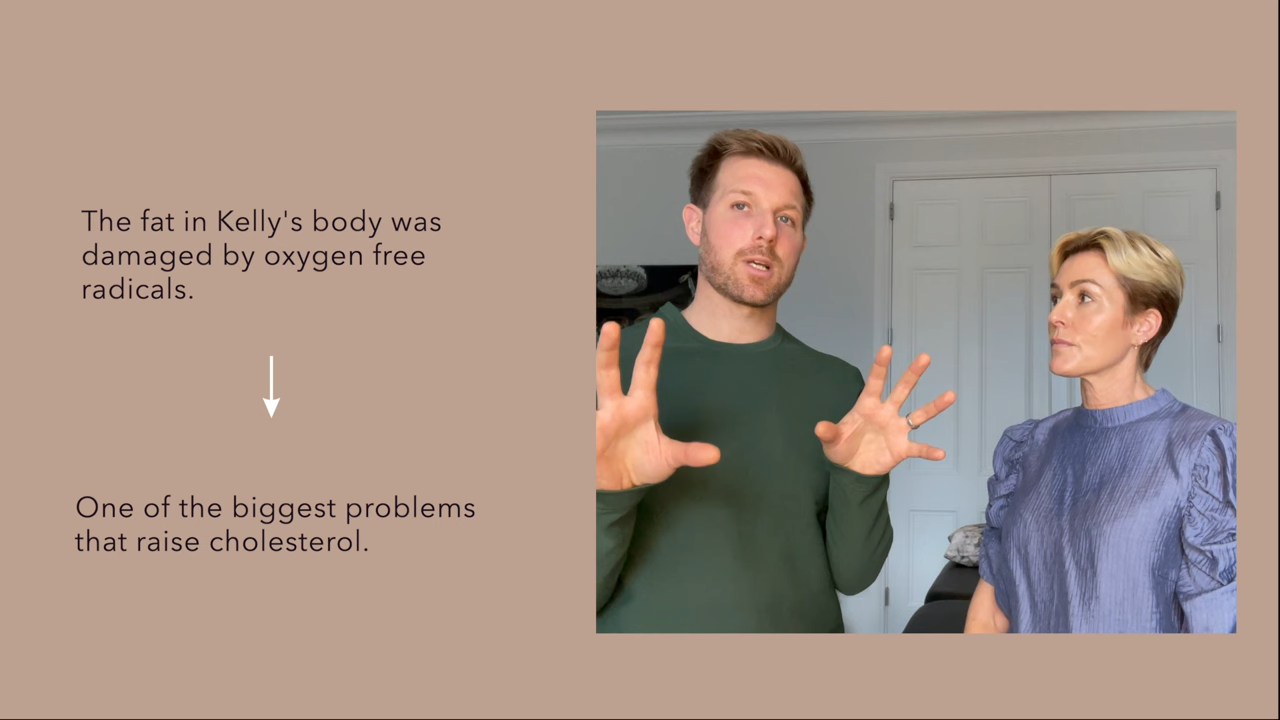 The fat in Kelly's body was
damaged by oxygen free
radicals.
One of the biggest problems
that raise cholesterol.